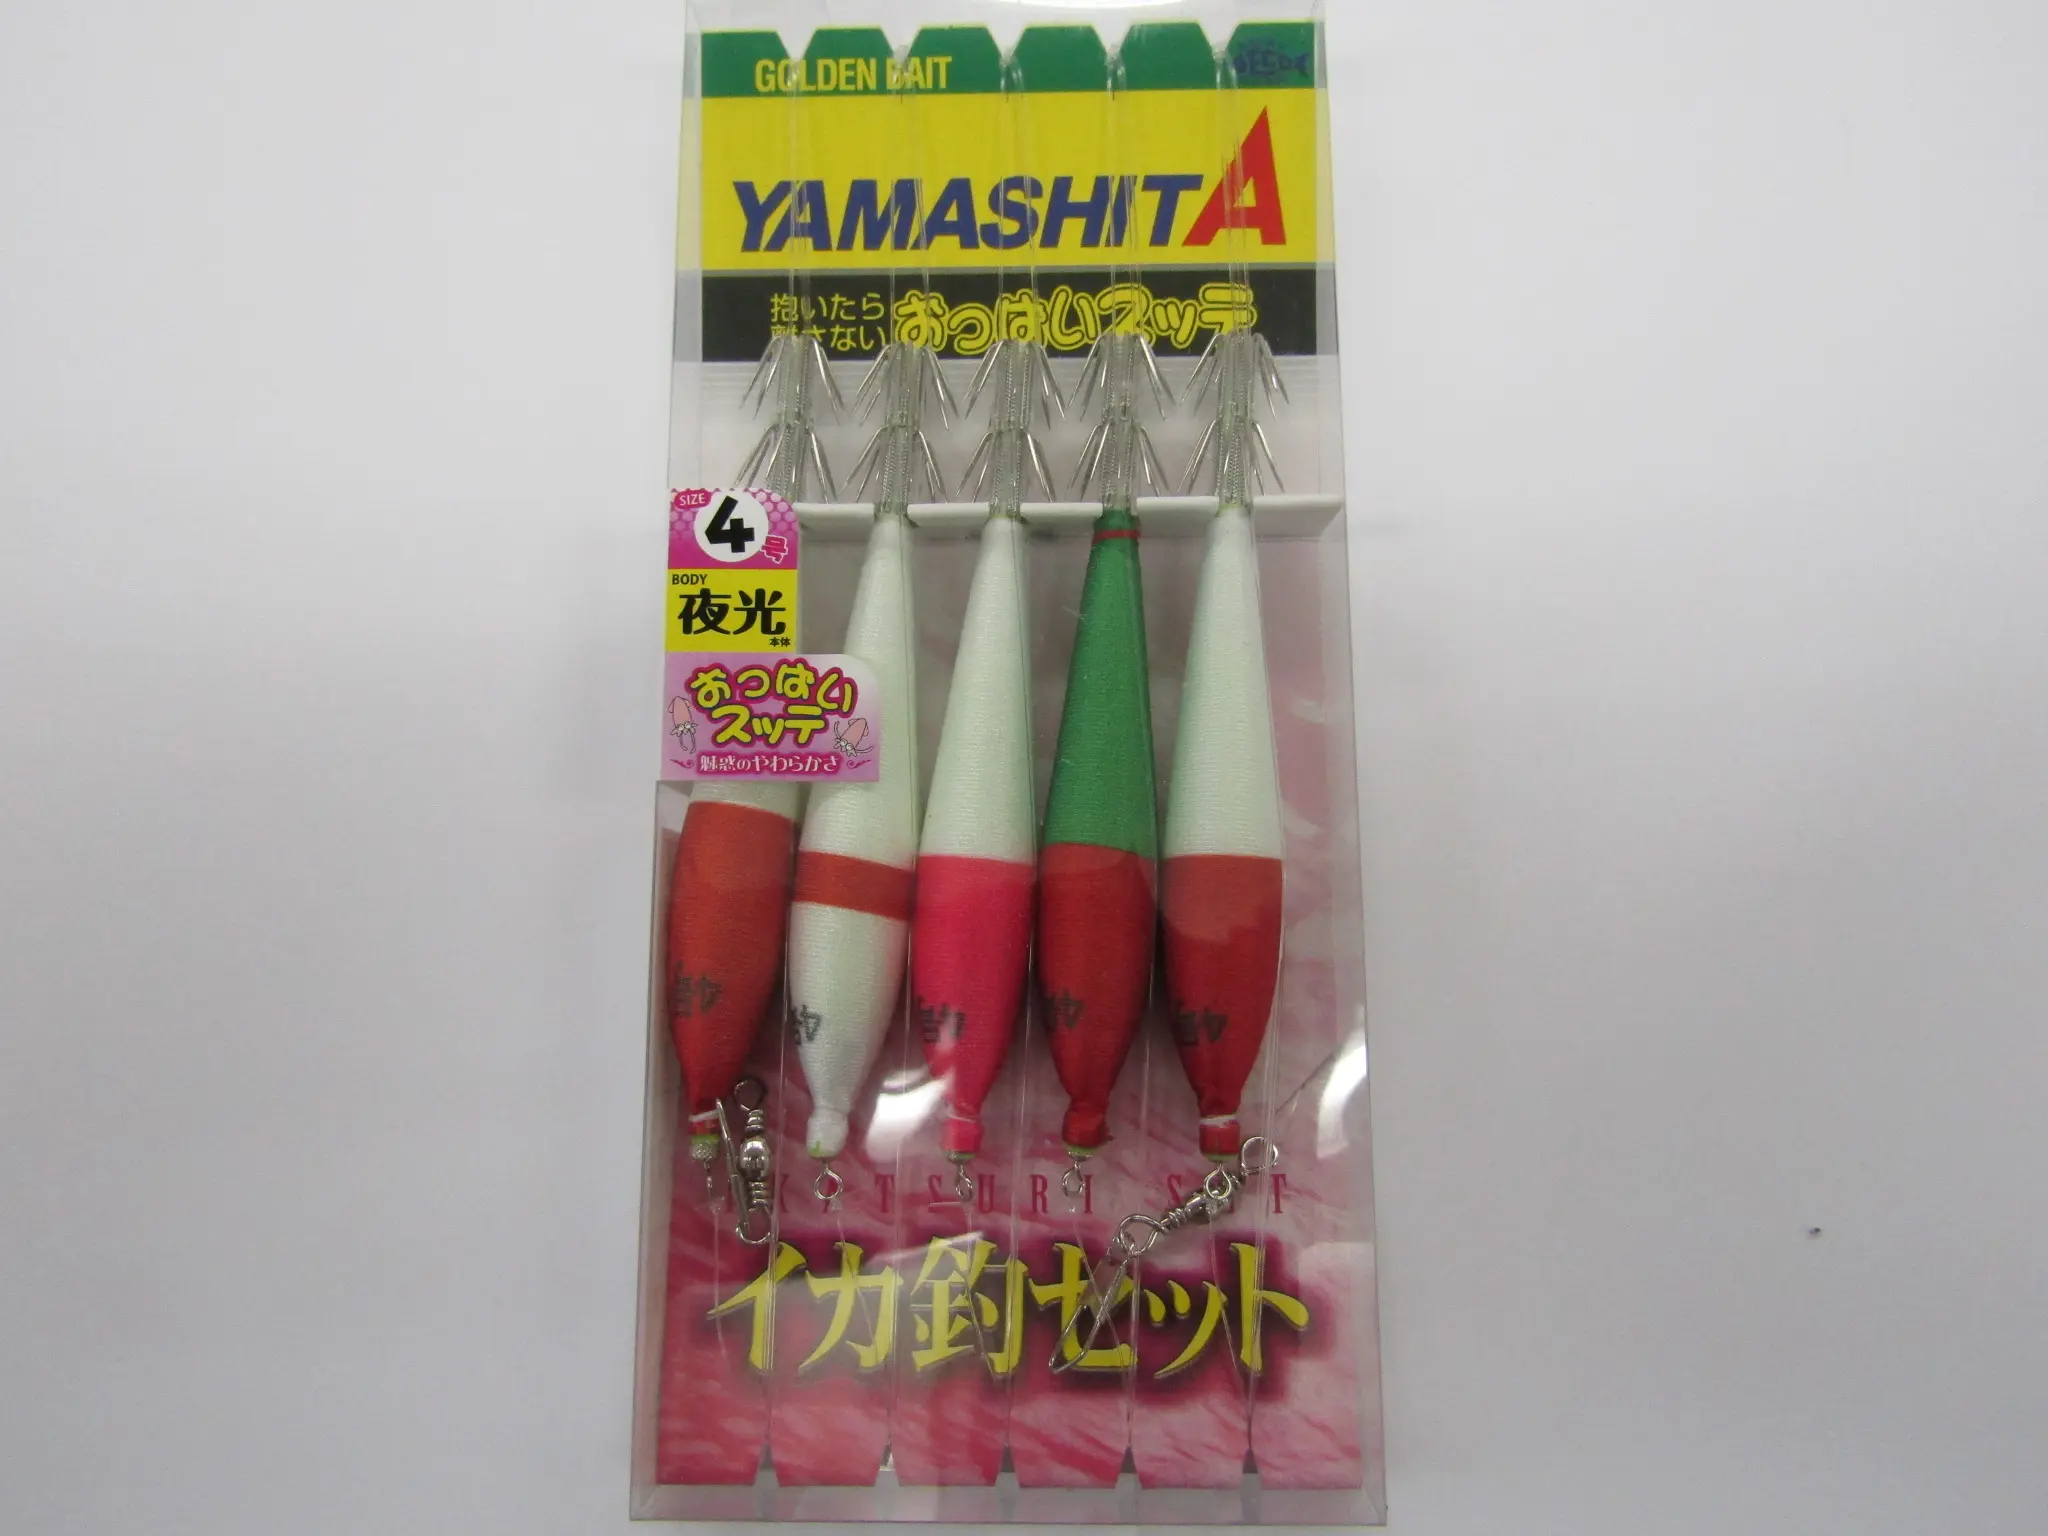 GOLDEN BAIT
YAMASHITA
抱いたら
離さない
おっぱいスッテ
SIZE
4号
BODY
夜光
本体
おっぱい
スッテ
魅惑のやわらかさ
IKATSURI SET
イカ釣セット